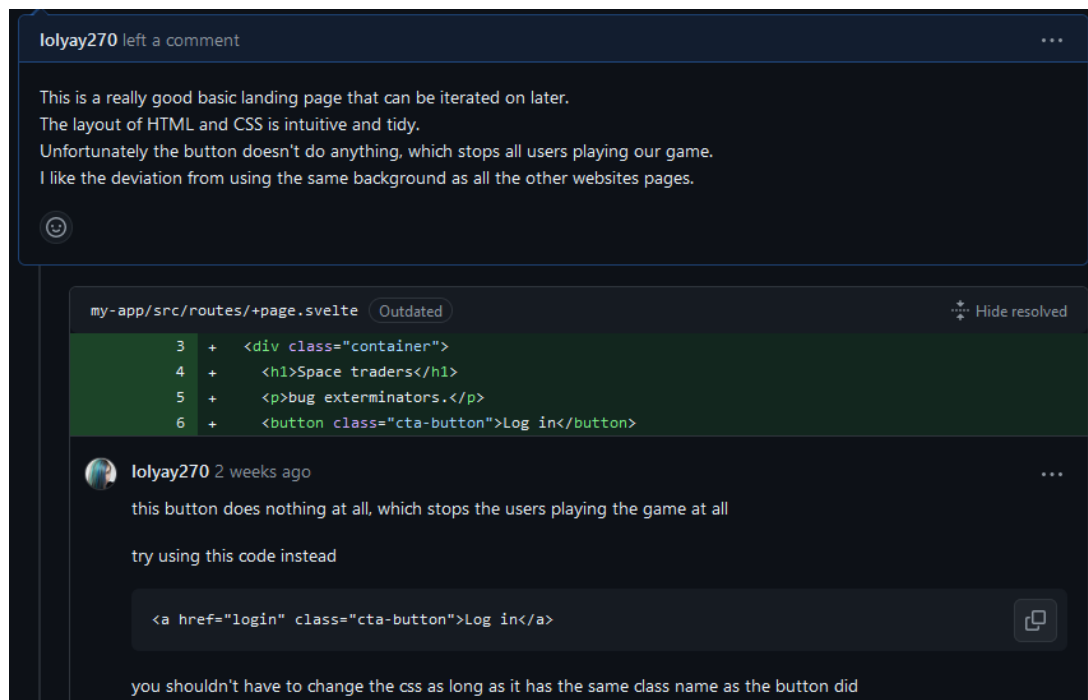 lolyay270 left a comment
This is a really good basic landing page that can be iterated on later.
The layout of HTML and CSS is intuitive and tidy.
Unfortunately the button doesn't do anything, which stops all users playing our game.
I like the deviation from using the same background as all the other websites pages.
my-app/src/routes/+page.svelte Outdated Hide resolved
3 + <div class="container">
4 + <h1>Space traders</h1>
5 + <p>bug exterminators.</p>
6 + <button class="cta-button">Log in</button>
lolyay270 2 weeks ago
this button does nothing at all, which stops the users playing the game at all
try using this code instead
<a href="login" class="cta-button">Log in</a>
you shouldn't have to change the css as long as it has the same class name as the button did